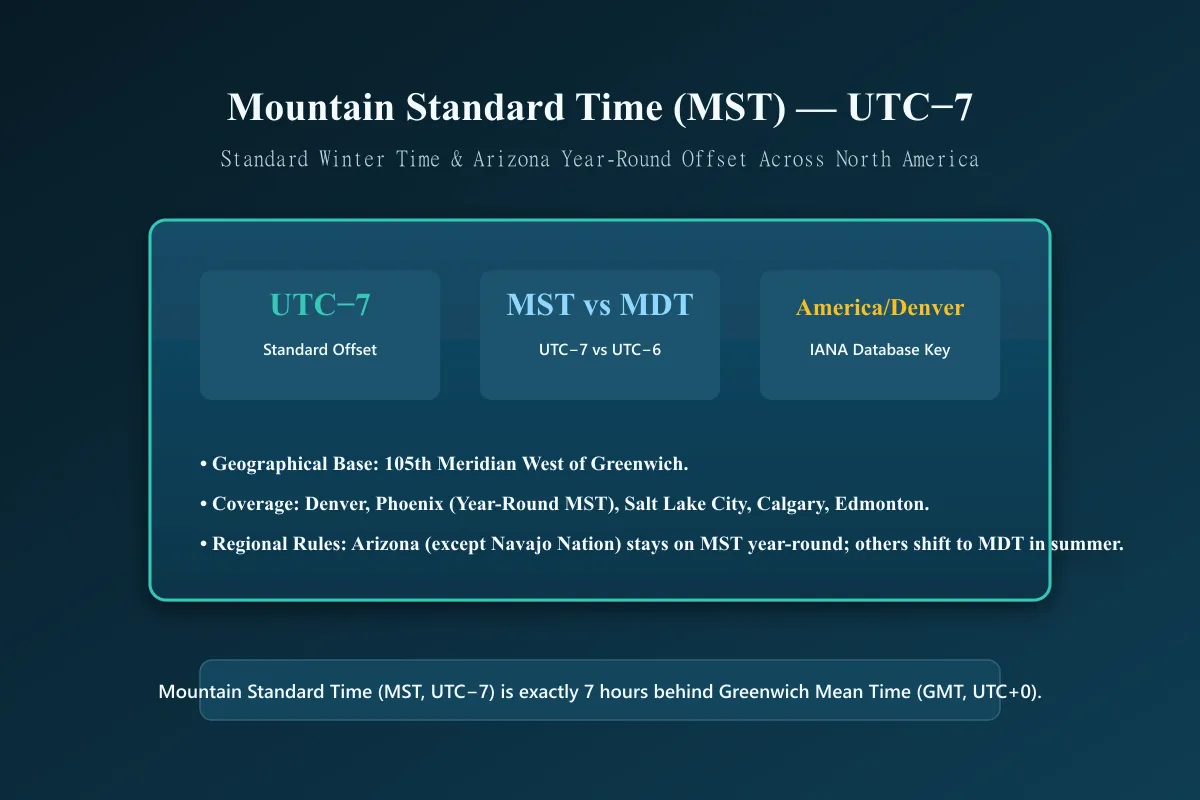 Mountain Standard Time (MST) — UTC−7
Standard Winter Time & Arizona Year-Round Offset Across North America
UTC−7
Standard Offset
MST vs MDT
UTC−7 vs UTC−6
America/Denver
IANA Database Key
• Geographical Base: 105th Meridian West of Greenwich.
• Coverage: Denver, Phoenix (Year-Round MST), Salt Lake City, Calgary, Edmonton.
• Regional Rules: Arizona (except Navajo Nation) stays on MST year-round; others shift to MDT in summer.
Mountain Standard Time (MST, UTC−7) is exactly 7 hours behind Greenwich Mean Time (GMT, UTC+0).